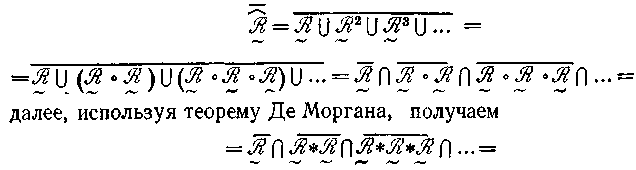 ℛ = ℛ ∪ ℛ² ∪ ℛ³ ∪ ... =
= ℛ ∪ (ℛ ∘ ℛ) ∪ (ℛ ∘ ℛ ∘ ℛ) ∪ ... = ℛ ∩ ℛ ∘ ℛ ∩ ℛ ∘ ℛ ∘ ℛ ∩ ... =
далее, используя теорему Де Моргана, получаем
= ℛ ∩ ℛ*ℛ ∩ ℛ*ℛ*ℛ ∩ ... =